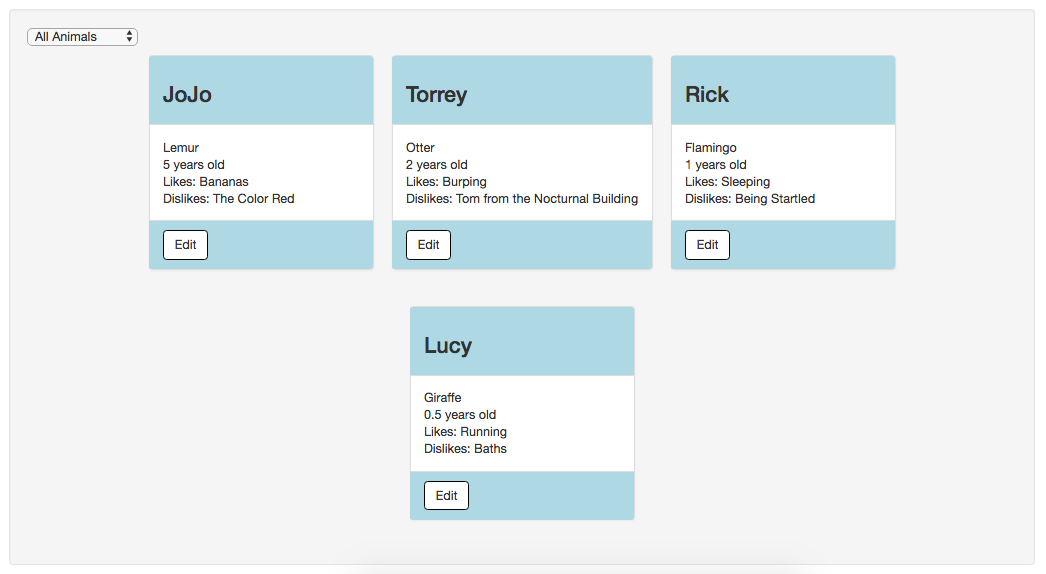 All Animals
JoJo
Lemur
5 years old
Likes: Bananas
Dislikes: The Color Red
Edit
Torrey
Otter
2 years old
Likes: Burping
Dislikes: Tom from the Nocturnal Building
Edit
Rick
Flamingo
1 years old
Likes: Sleeping
Dislikes: Being Startled
Edit
Lucy
Giraffe
0.5 years old
Likes: Running
Dislikes: Baths
Edit